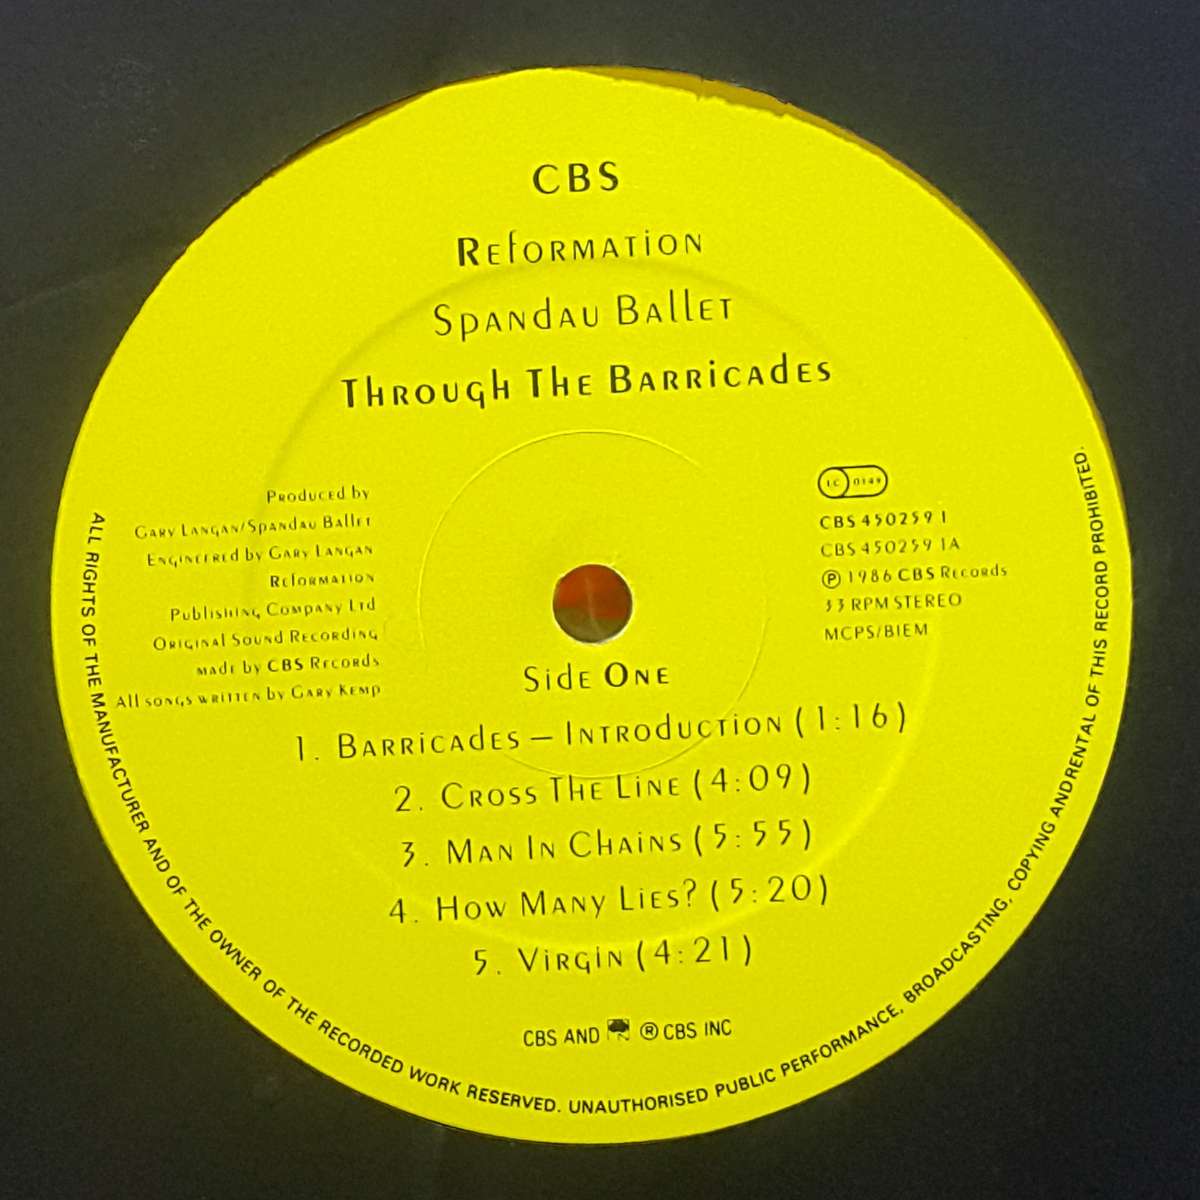 CBS
Reformation
Spandau Ballet
Through The Barricades
Produced by
Gary Langan/Spandau Ballet
Engineered by Gary Langan
Reformation
Publishing Company Ltd
Original Sound Recording
made by CBS Records
All songs written by Gary Kemp
LC 0149
CBS 450259 1
CBS 450259 1A
℗ 1986 CBS Records
33 RPM STEREO
MCPS/BIEM
Side One
1. Barricades – Introduction (1:16)
2. Cross The Line (4:09)
3. Man In Chains (5:55)
4. How Many Lies? (5:20)
5. Virgin (4:21)
CBS AND ® CBS INC
ALL RIGHTS OF THE MANUFACTURER AND OF THE OWNER OF THE RECORDED WORK RESERVED. UNAUTHORISED PUBLIC PERFORMANCE, BROADCASTING, COPYING ANDRENTAL OF THIS RECORD PROHIBITED.